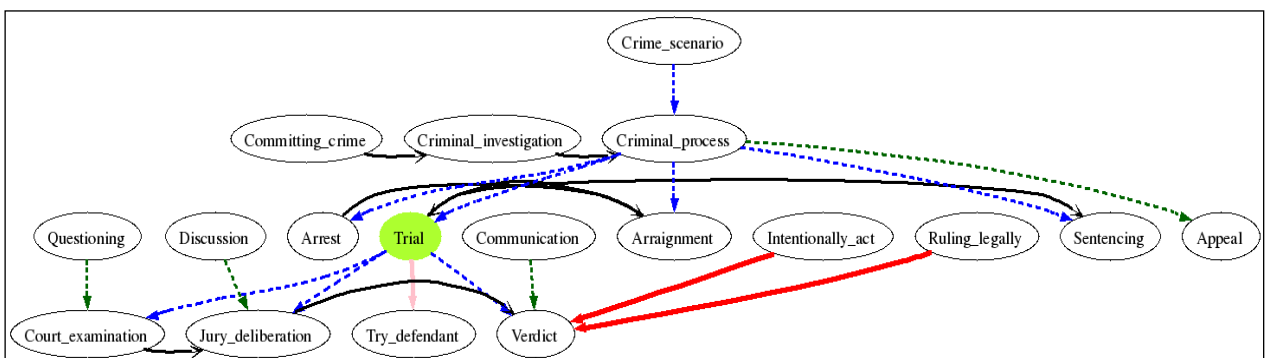 Crime_scenario
Committing_crime Criminal_investigation Criminal_process
Questioning Discussion Arrest Trial Communication Arraignment Intentionally_act Ruling_legally Sentencing Appeal
Court_examination Jury_deliberation Try_defendant Verdict